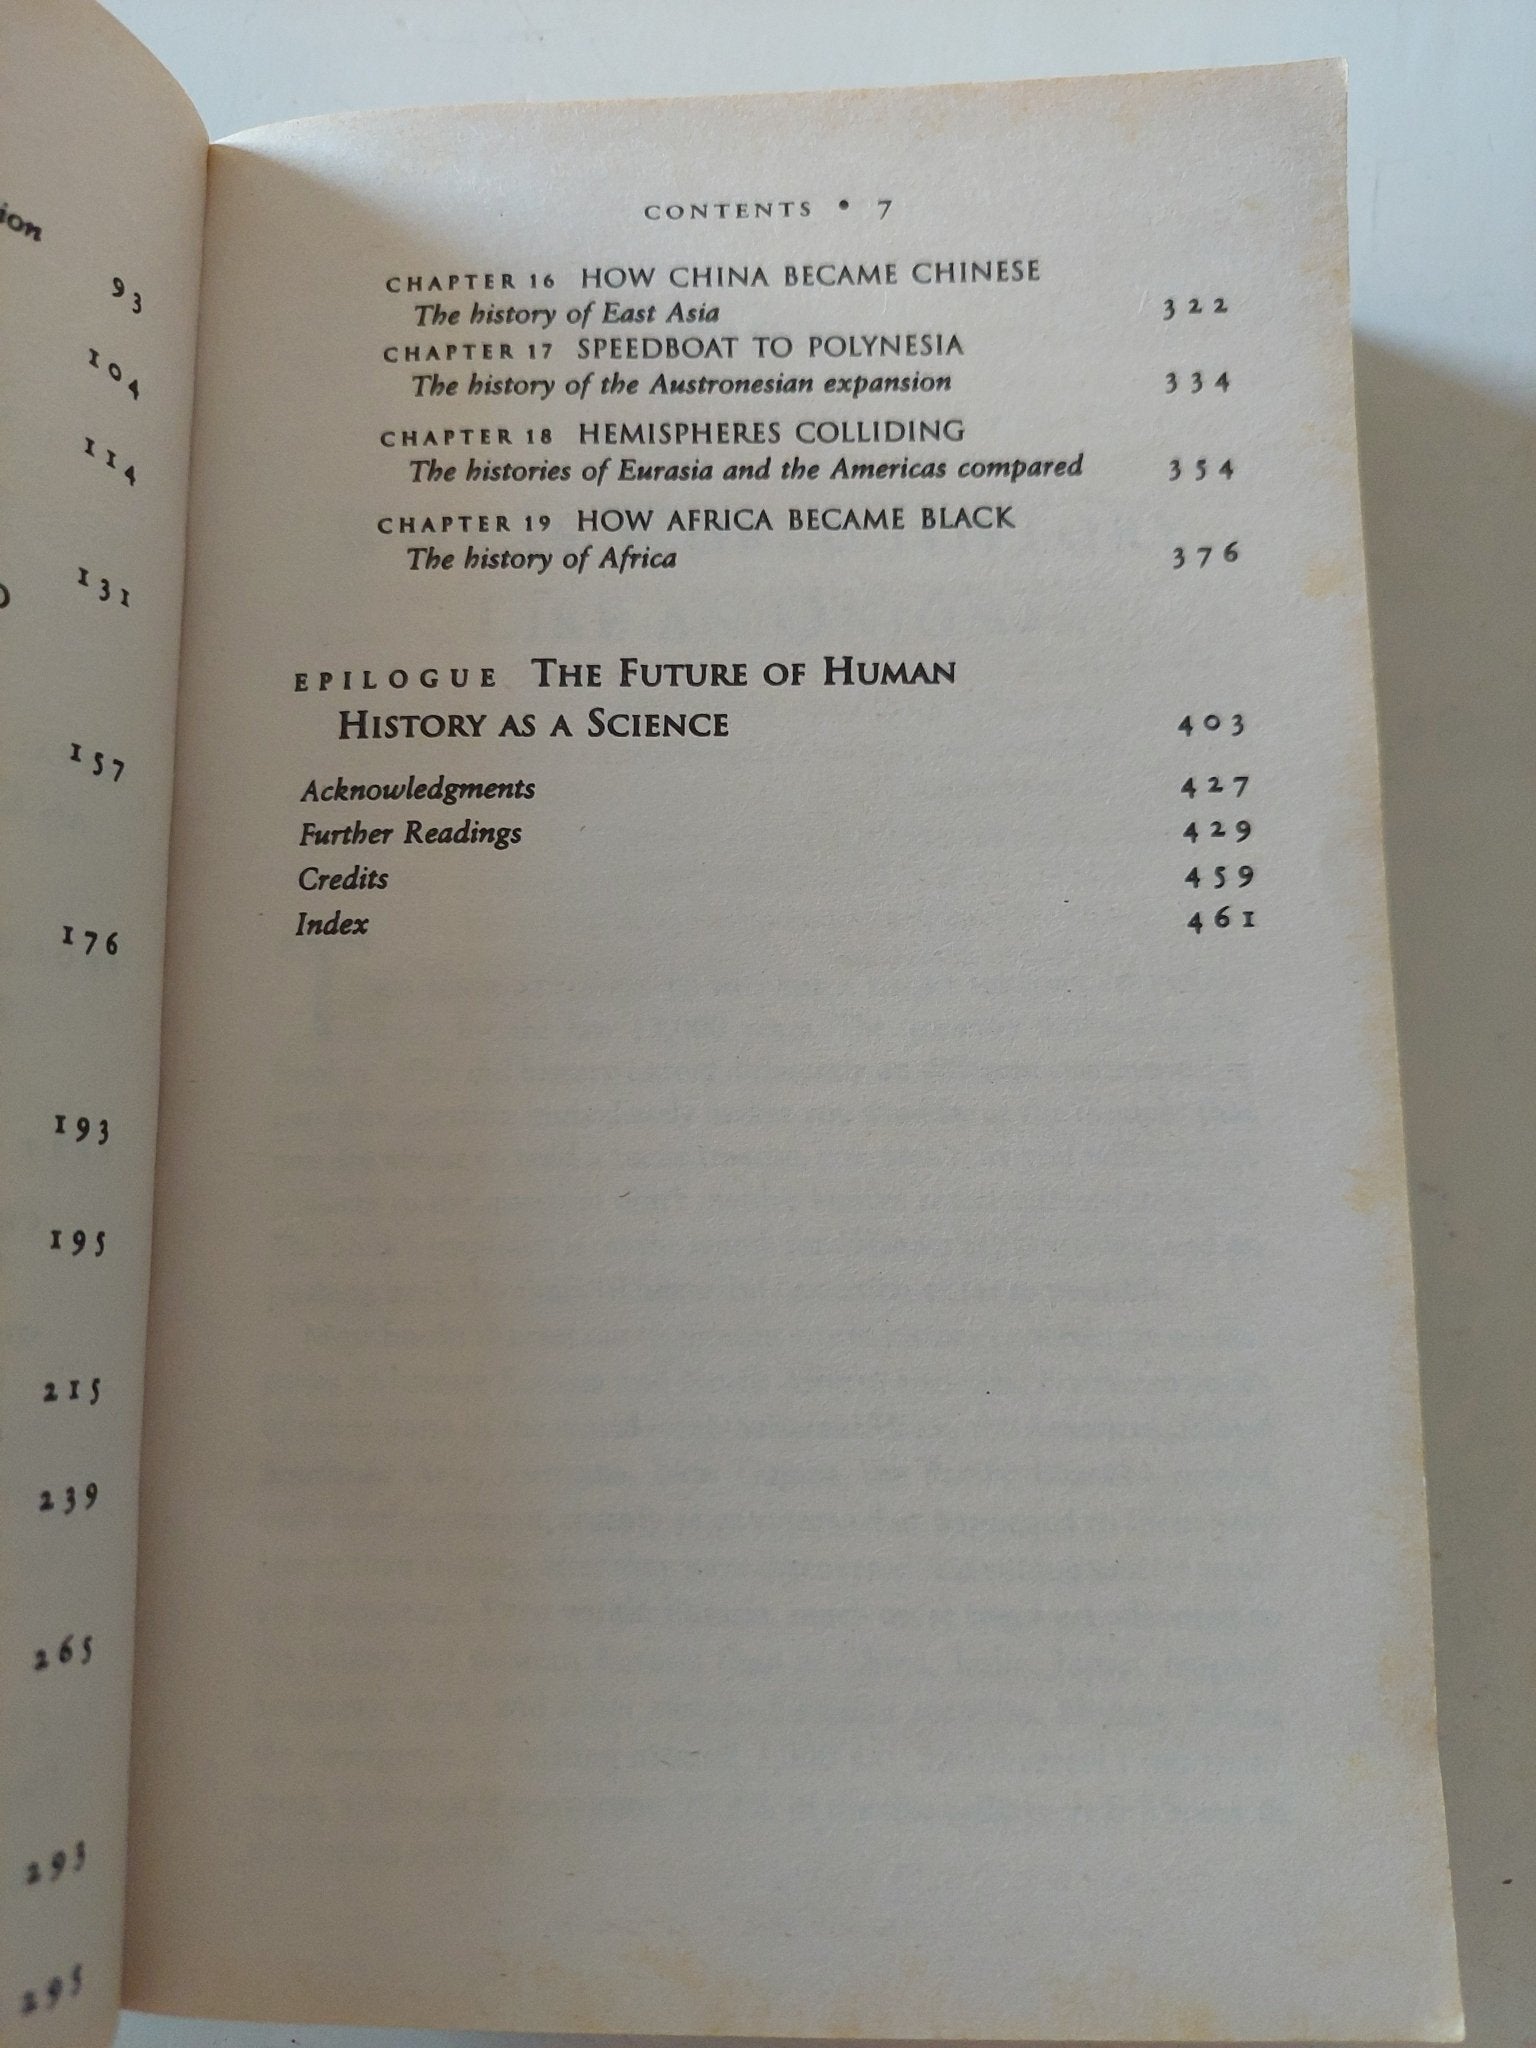 ion
93
104
114
131
157
176
193
195
215
239
265
293
295
CONTENTS • 7
CHAPTER 16 HOW CHINA BECAME CHINESE
The history of East Asia 322
CHAPTER 17 SPEEDBOAT TO POLYNESIA
The history of the Austronesian expansion 334
CHAPTER 18 HEMISPHERES COLLIDING
The histories of Eurasia and the Americas compared 354
CHAPTER 19 HOW AFRICA BECAME BLACK
The history of Africa 376
EPILOGUE THE FUTURE OF HUMAN
HISTORY AS A SCIENCE 403
Acknowledgments 427
Further Readings 429
Credits 459
Index 461